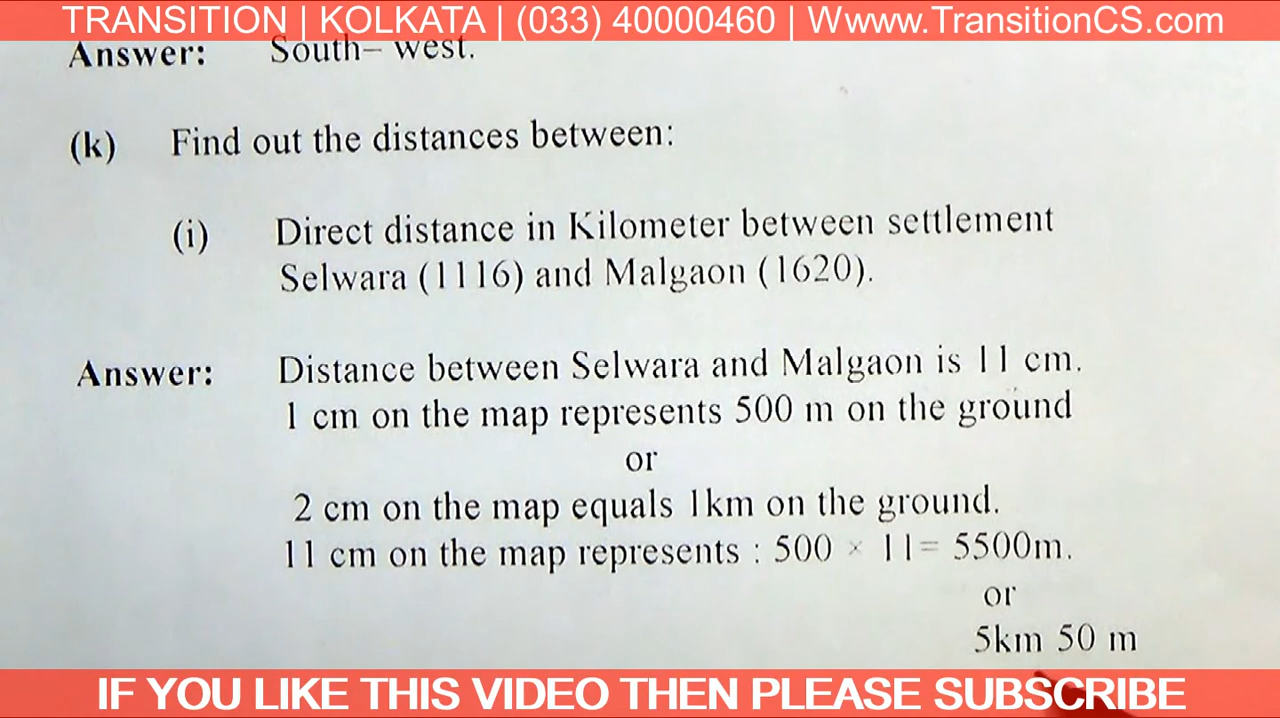 TRANSITION | KOLKATA | (033) 40000460 | Wwww.TransitionCS.com
Answer: South– west.
(k) Find out the distances between:
(i) Direct distance in Kilometer between settlement
Selwara (1116) and Malgaon (1620).
Answer: Distance between Selwara and Malgaon is 11 cm.
1 cm on the map represents 500 m on the ground
or
2 cm on the map equals 1km on the ground.
11 cm on the map represents : 500 × 11= 5500m.
or
5km 50 m
IF YOU LIKE THIS VIDEO THEN PLEASE SUBSCRIBE